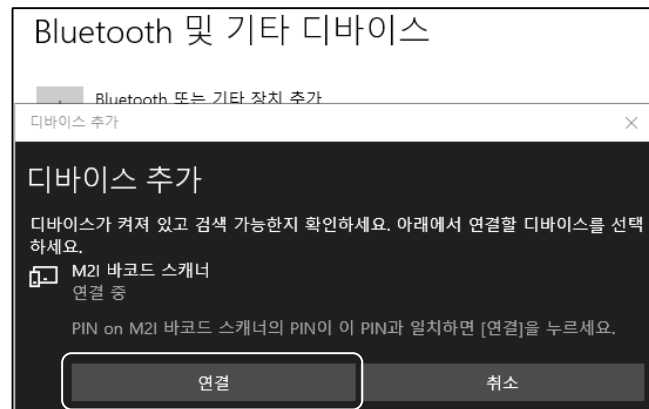 Bluetooth 및 기타 디바이스
Bluetooth 또는 기타 장치 추가
디바이스 추가
디바이스 추가
디바이스가 켜져 있고 검색 가능한지 확인하세요. 아래에서 연결할 디바이스를 선택
하세요.
M2I 바코드 스캐너
연결 중
PIN on M2I 바코드 스캐너의 PIN이 이 PIN과 일치하면 [연결]을 누르세요.
연결 취소